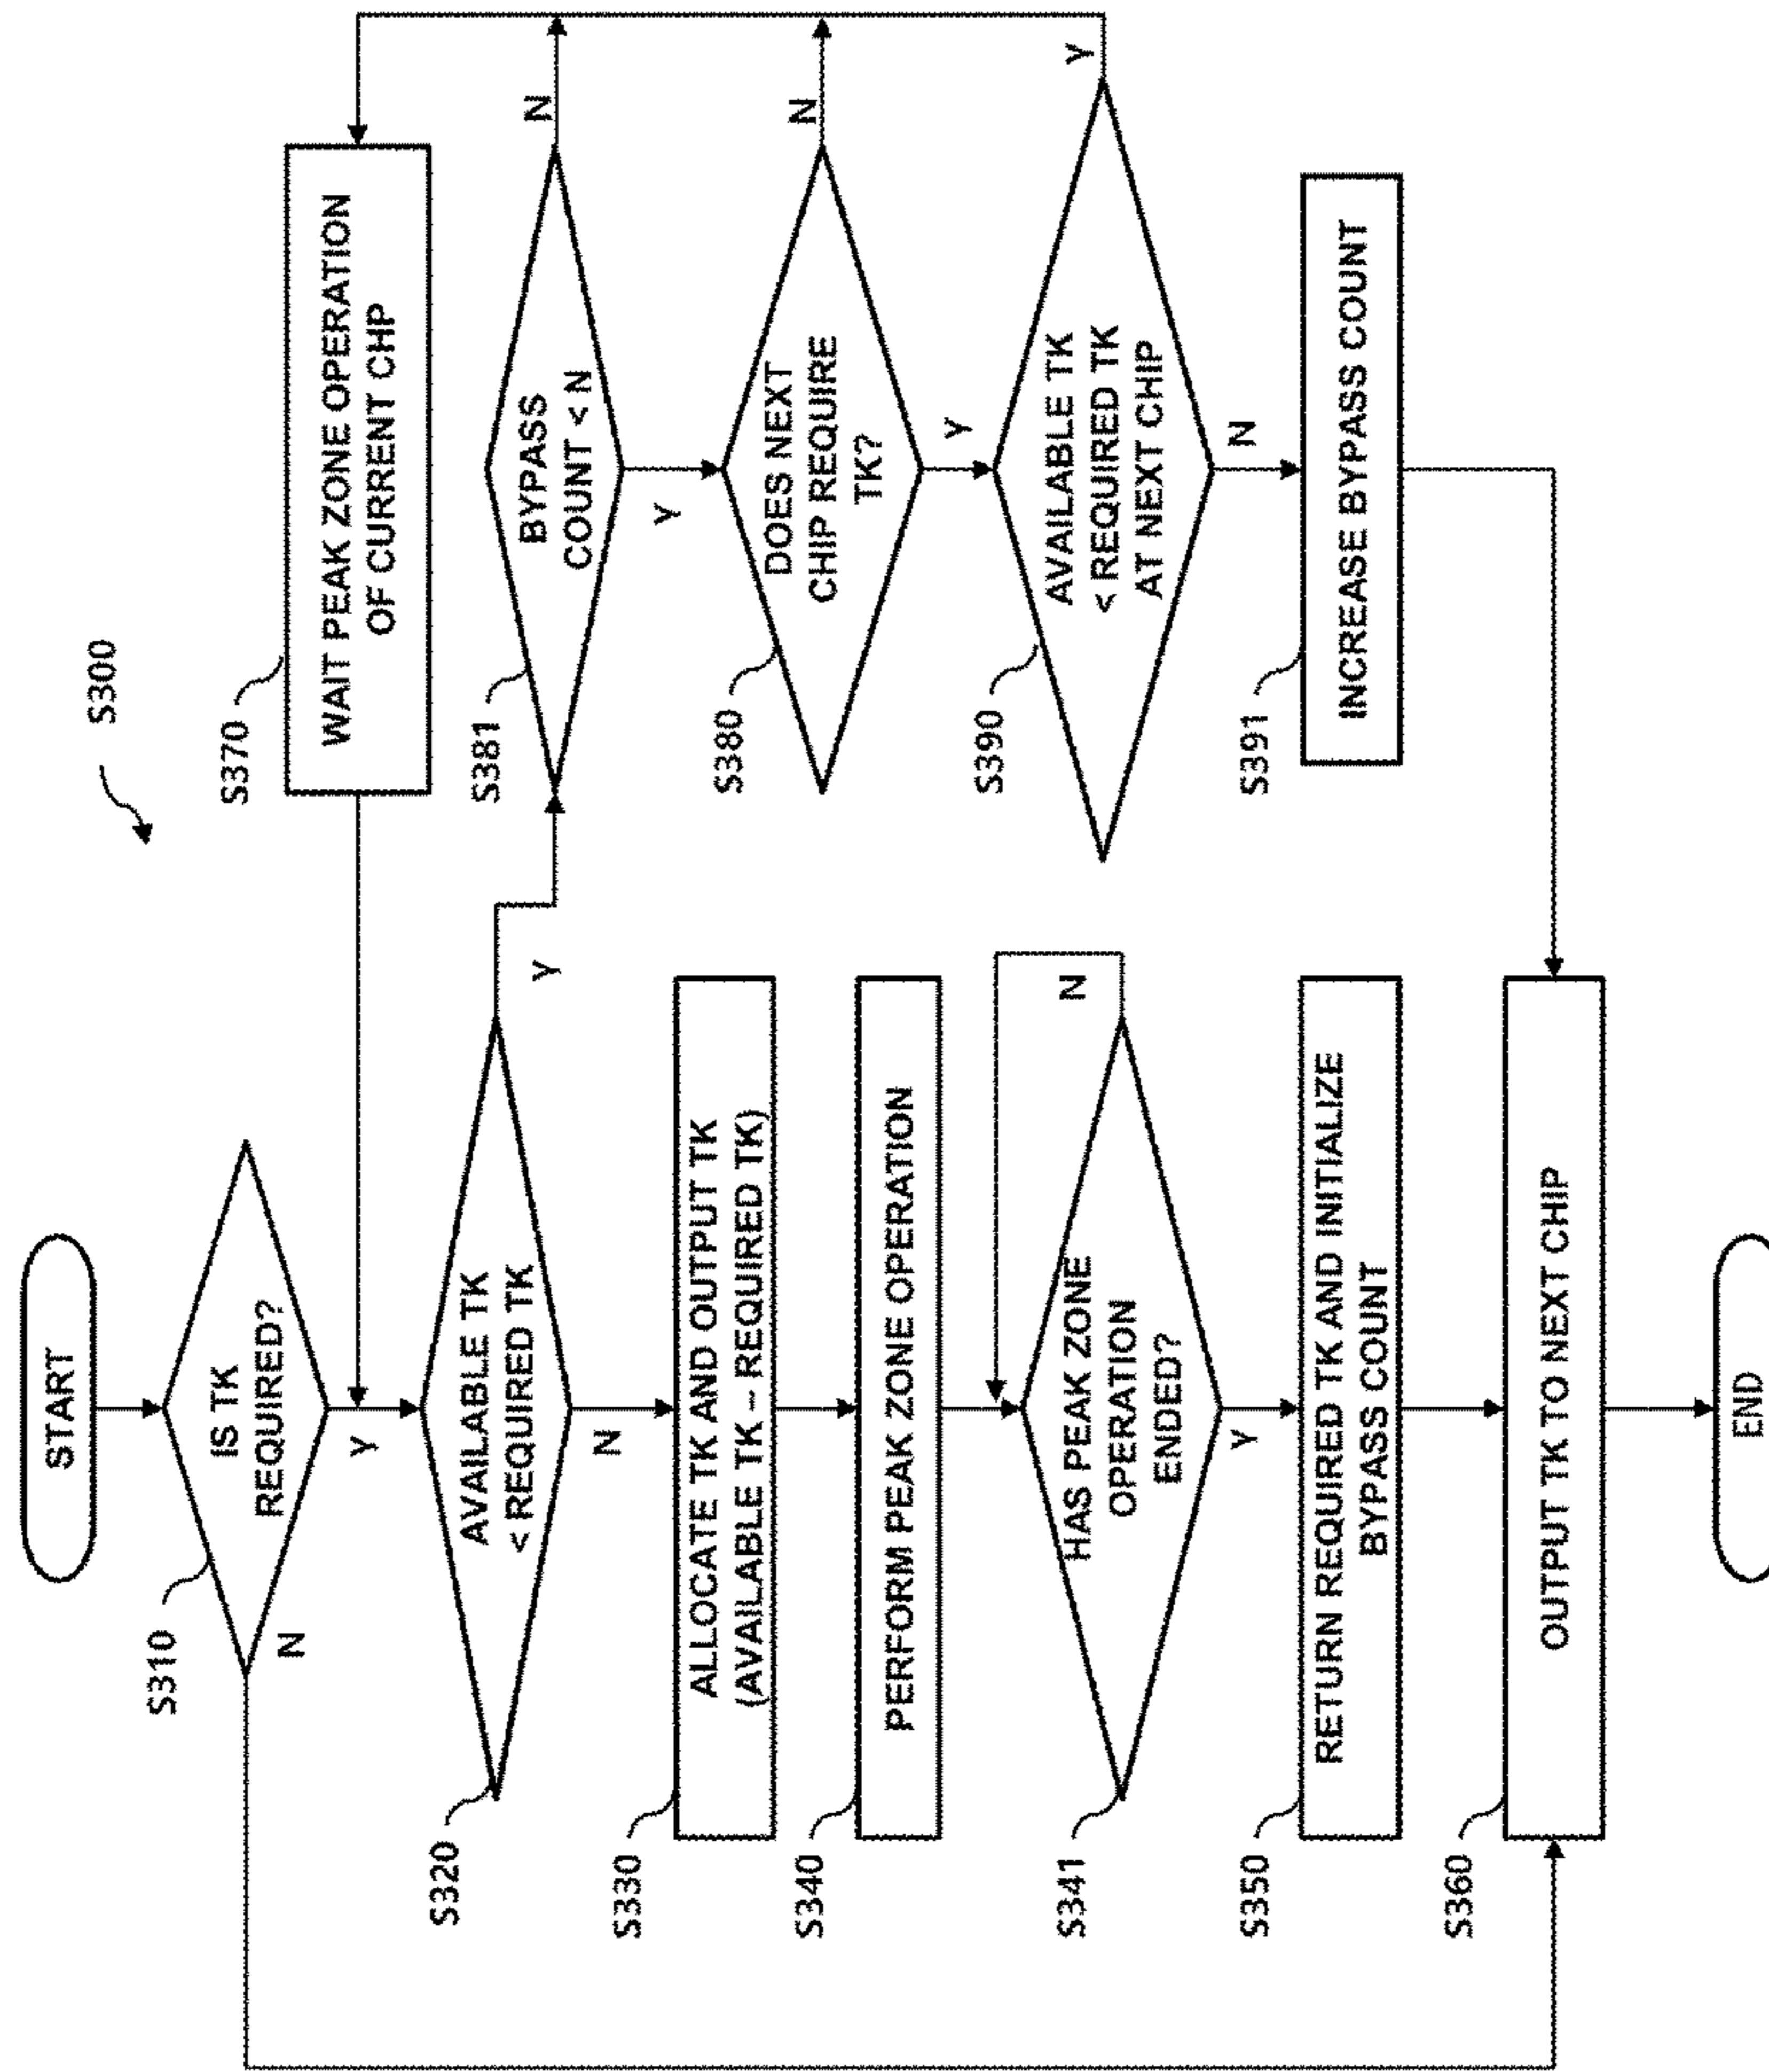 S300
START
S310
IS TK
REQUIRED?
N
Y
S320
AVAILABLE TK
< REQUIRED TK
Y
N
S330
ALLOCATE TK AND OUTPUT TK
(AVAILABLE TK – REQUIRED TK)
S340
PERFORM PEAK ZONE OPERATION
S341
HAS PEAK ZONE
OPERATION
ENDED?
N
Y
S350
RETURN REQUIRED TK AND INITIALIZE
BYPASS COUNT
S360
OUTPUT TK TO NEXT CHIP
END
S370
WAIT PEAK ZONE OPERATION
OF CURRENT CHP
S381
BYPASS
COUNT < N
N
Y
S380
DOES NEXT
CHIP REQUIRE
TK?
N
Y
S390
AVAILABLE TK
< REQUIRED TK
AT NEXT CHIP
Y
N
S391
INCREASE BYPASS COUNT